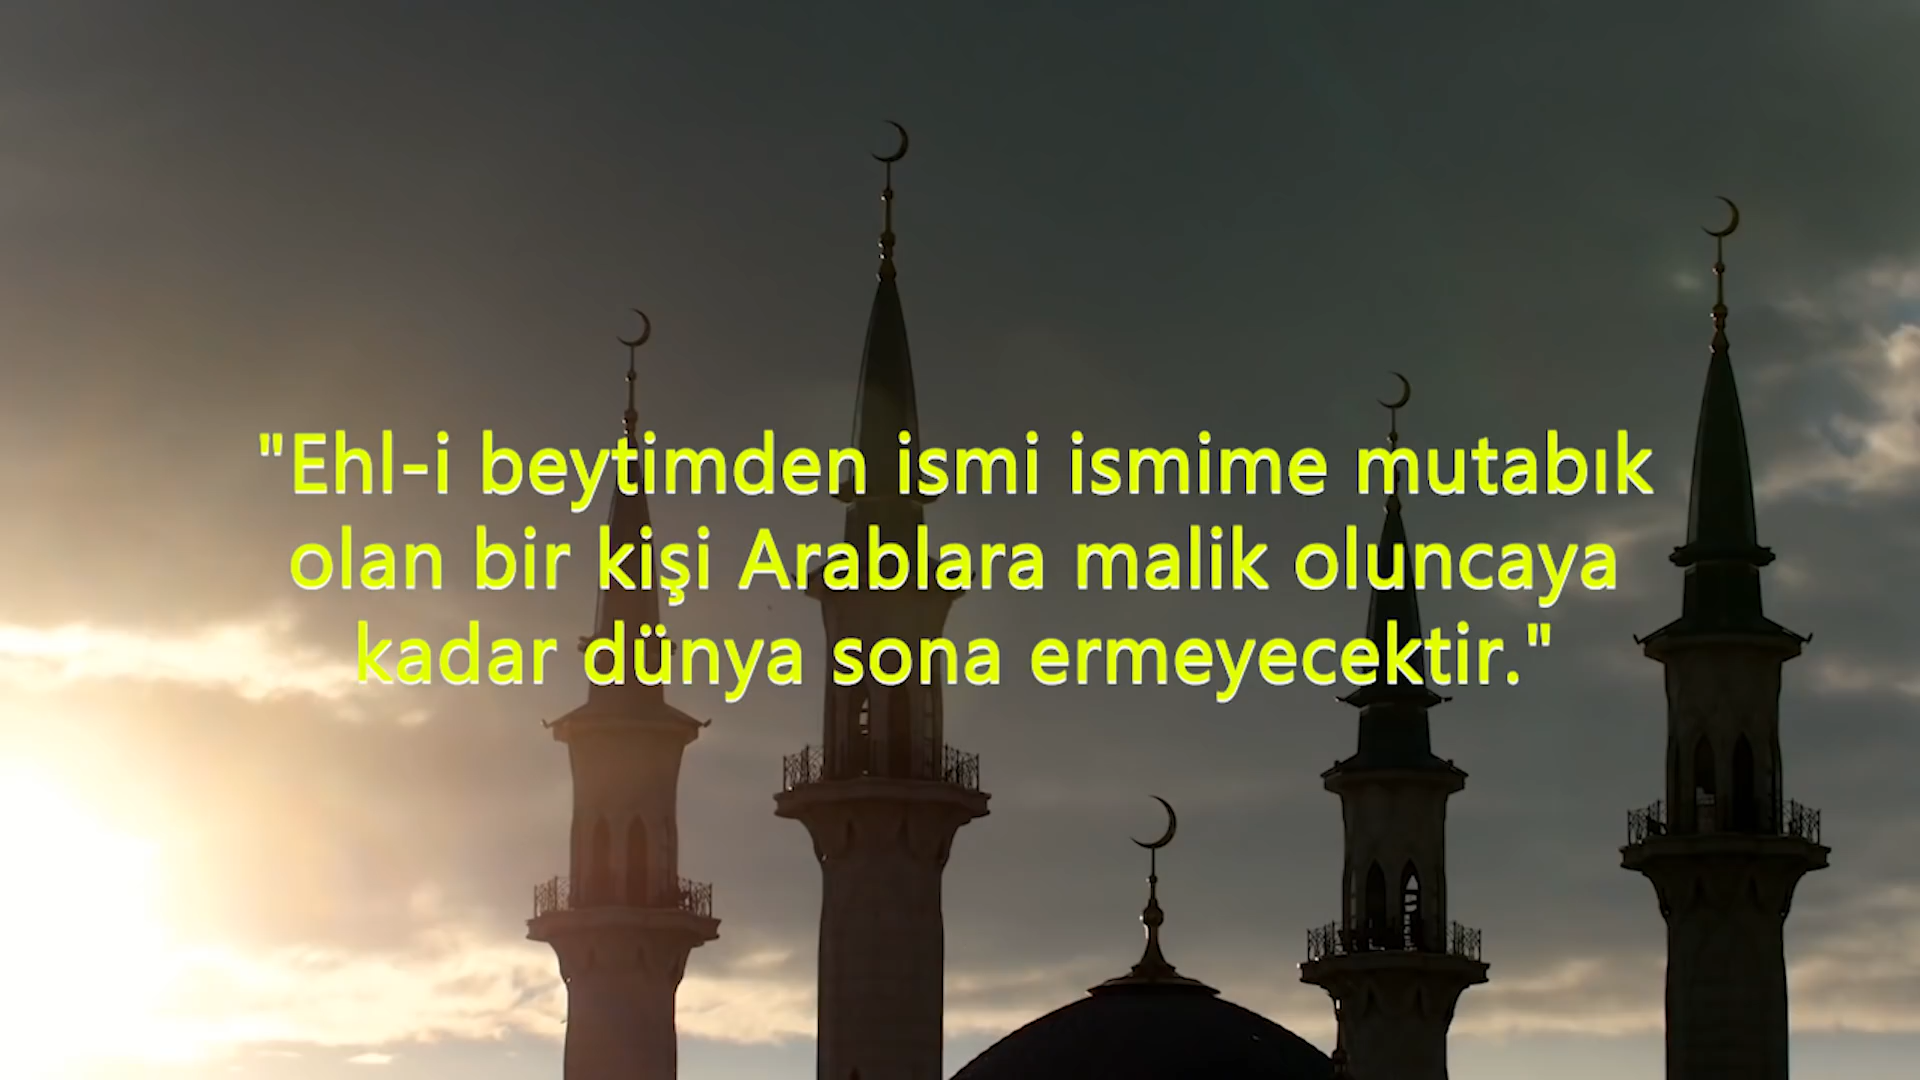 "Ehl-i beytimden ismi ismime mutabık
olan bir kişi Arablara malik oluncaya
kadar dünya sona ermeyecektir."